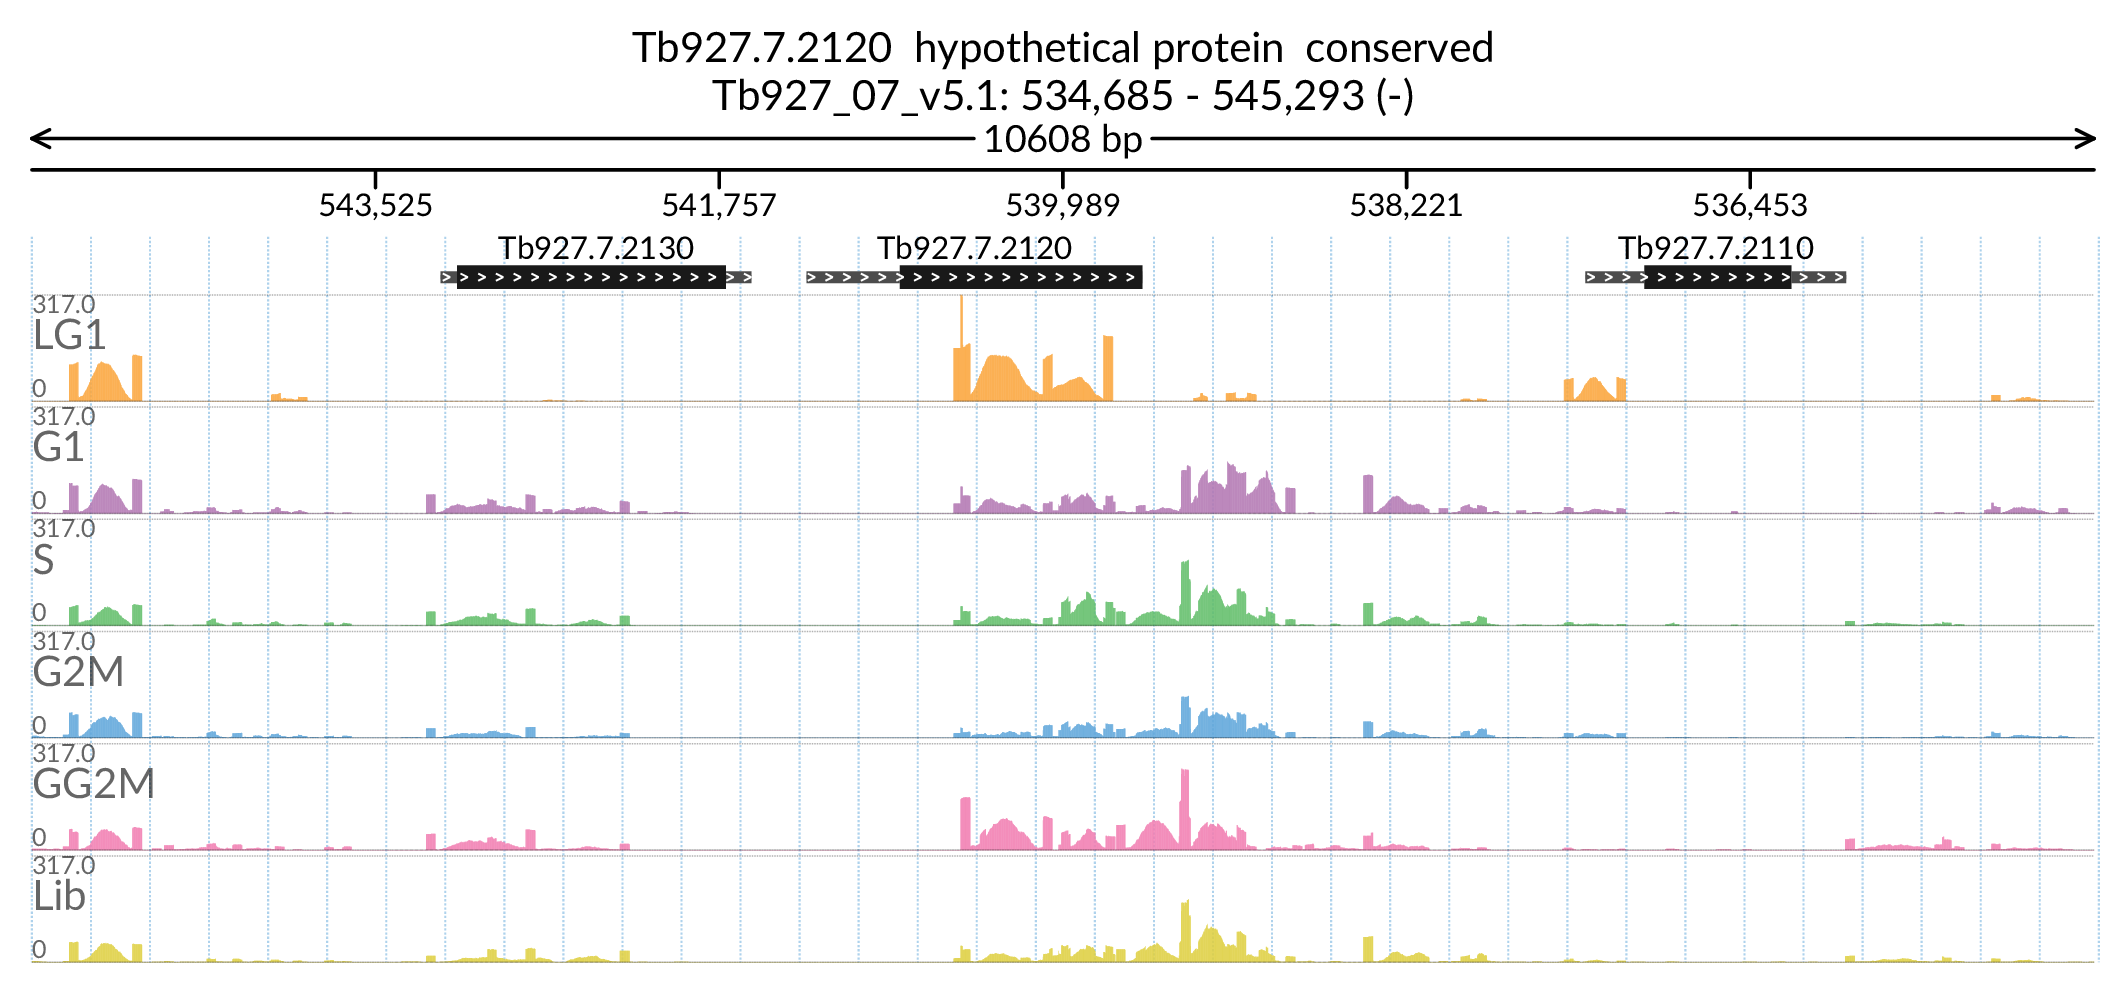 Tb927.7.2120 hypothetical protein conserved
Tb927_07_v5.1: 534,685 - 545,293 (-)
10608 bp
543,525 541,757 539,989 538,221 536,453
Tb927.7.2130 Tb927.7.2120 Tb927.7.2110
317.0
LG1
0
317.0
G1
0
317.0
S
0
317.0
G2M
0
317.0
GG2M
0
317.0
Lib
0